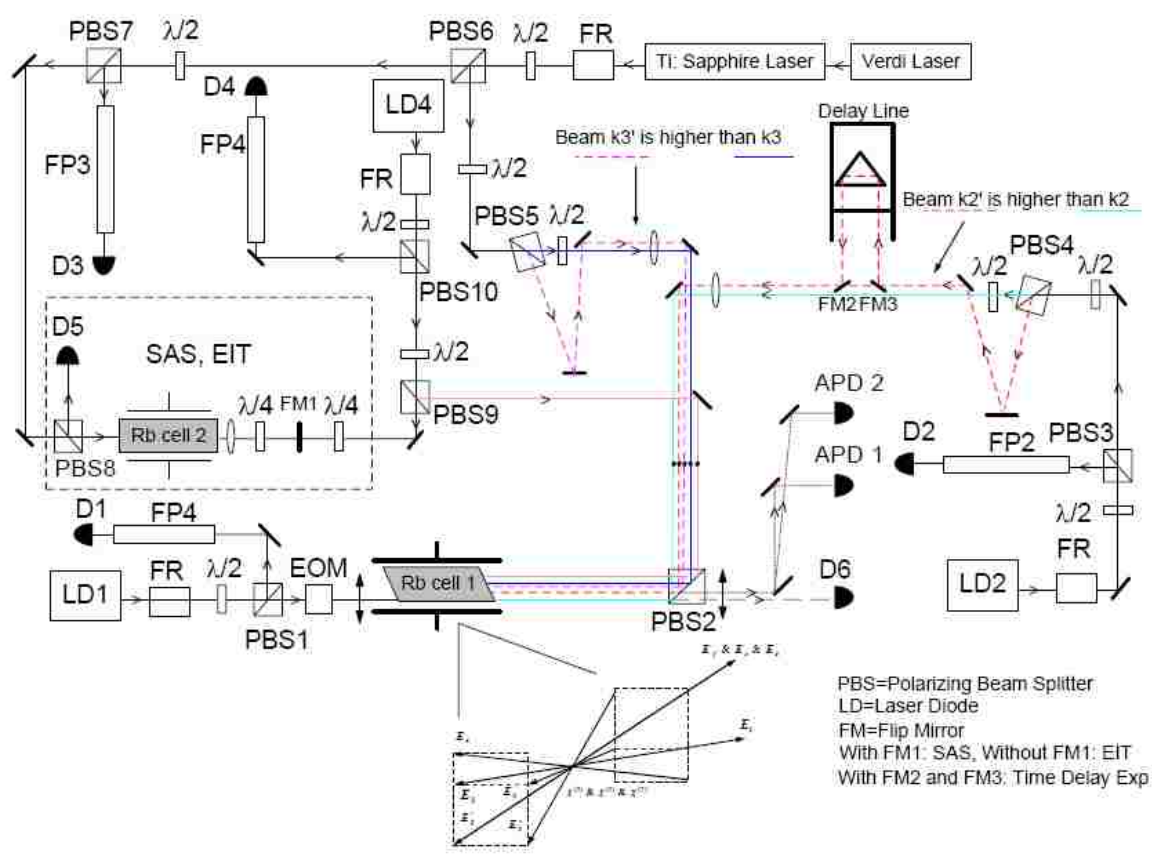 PBS7
λ/2
PBS6
λ/2
FR
Ti: Sapphire Laser
Verdi Laser
D4
LD4
Delay Line
FP3
FP4
Beam k3' is higher than k3
FR
λ/2
Beam k2' is higher than k2
λ/2
PBS5
λ/2
PBS4
λ/2
λ/2
D3
PBS10
FM2
FM3
D5
SAS, EIT
λ/2
λ/4
FM1
λ/4
PBS9
APD 2
Rb cell 2
D2
FP2
PBS3
PBS8
APD 1
D1
FP4
λ/2
FR
λ/2
EOM
FR
LD1
Rb cell 1
D6
LD2
PBS1
PBS2
PBS=Polarizing Beam Splitter
LD=Laser Diode
FM=Flip Mirror
With FM1: SAS, Without FM1: EIT
With FM2 and FM3: Time Delay Exp